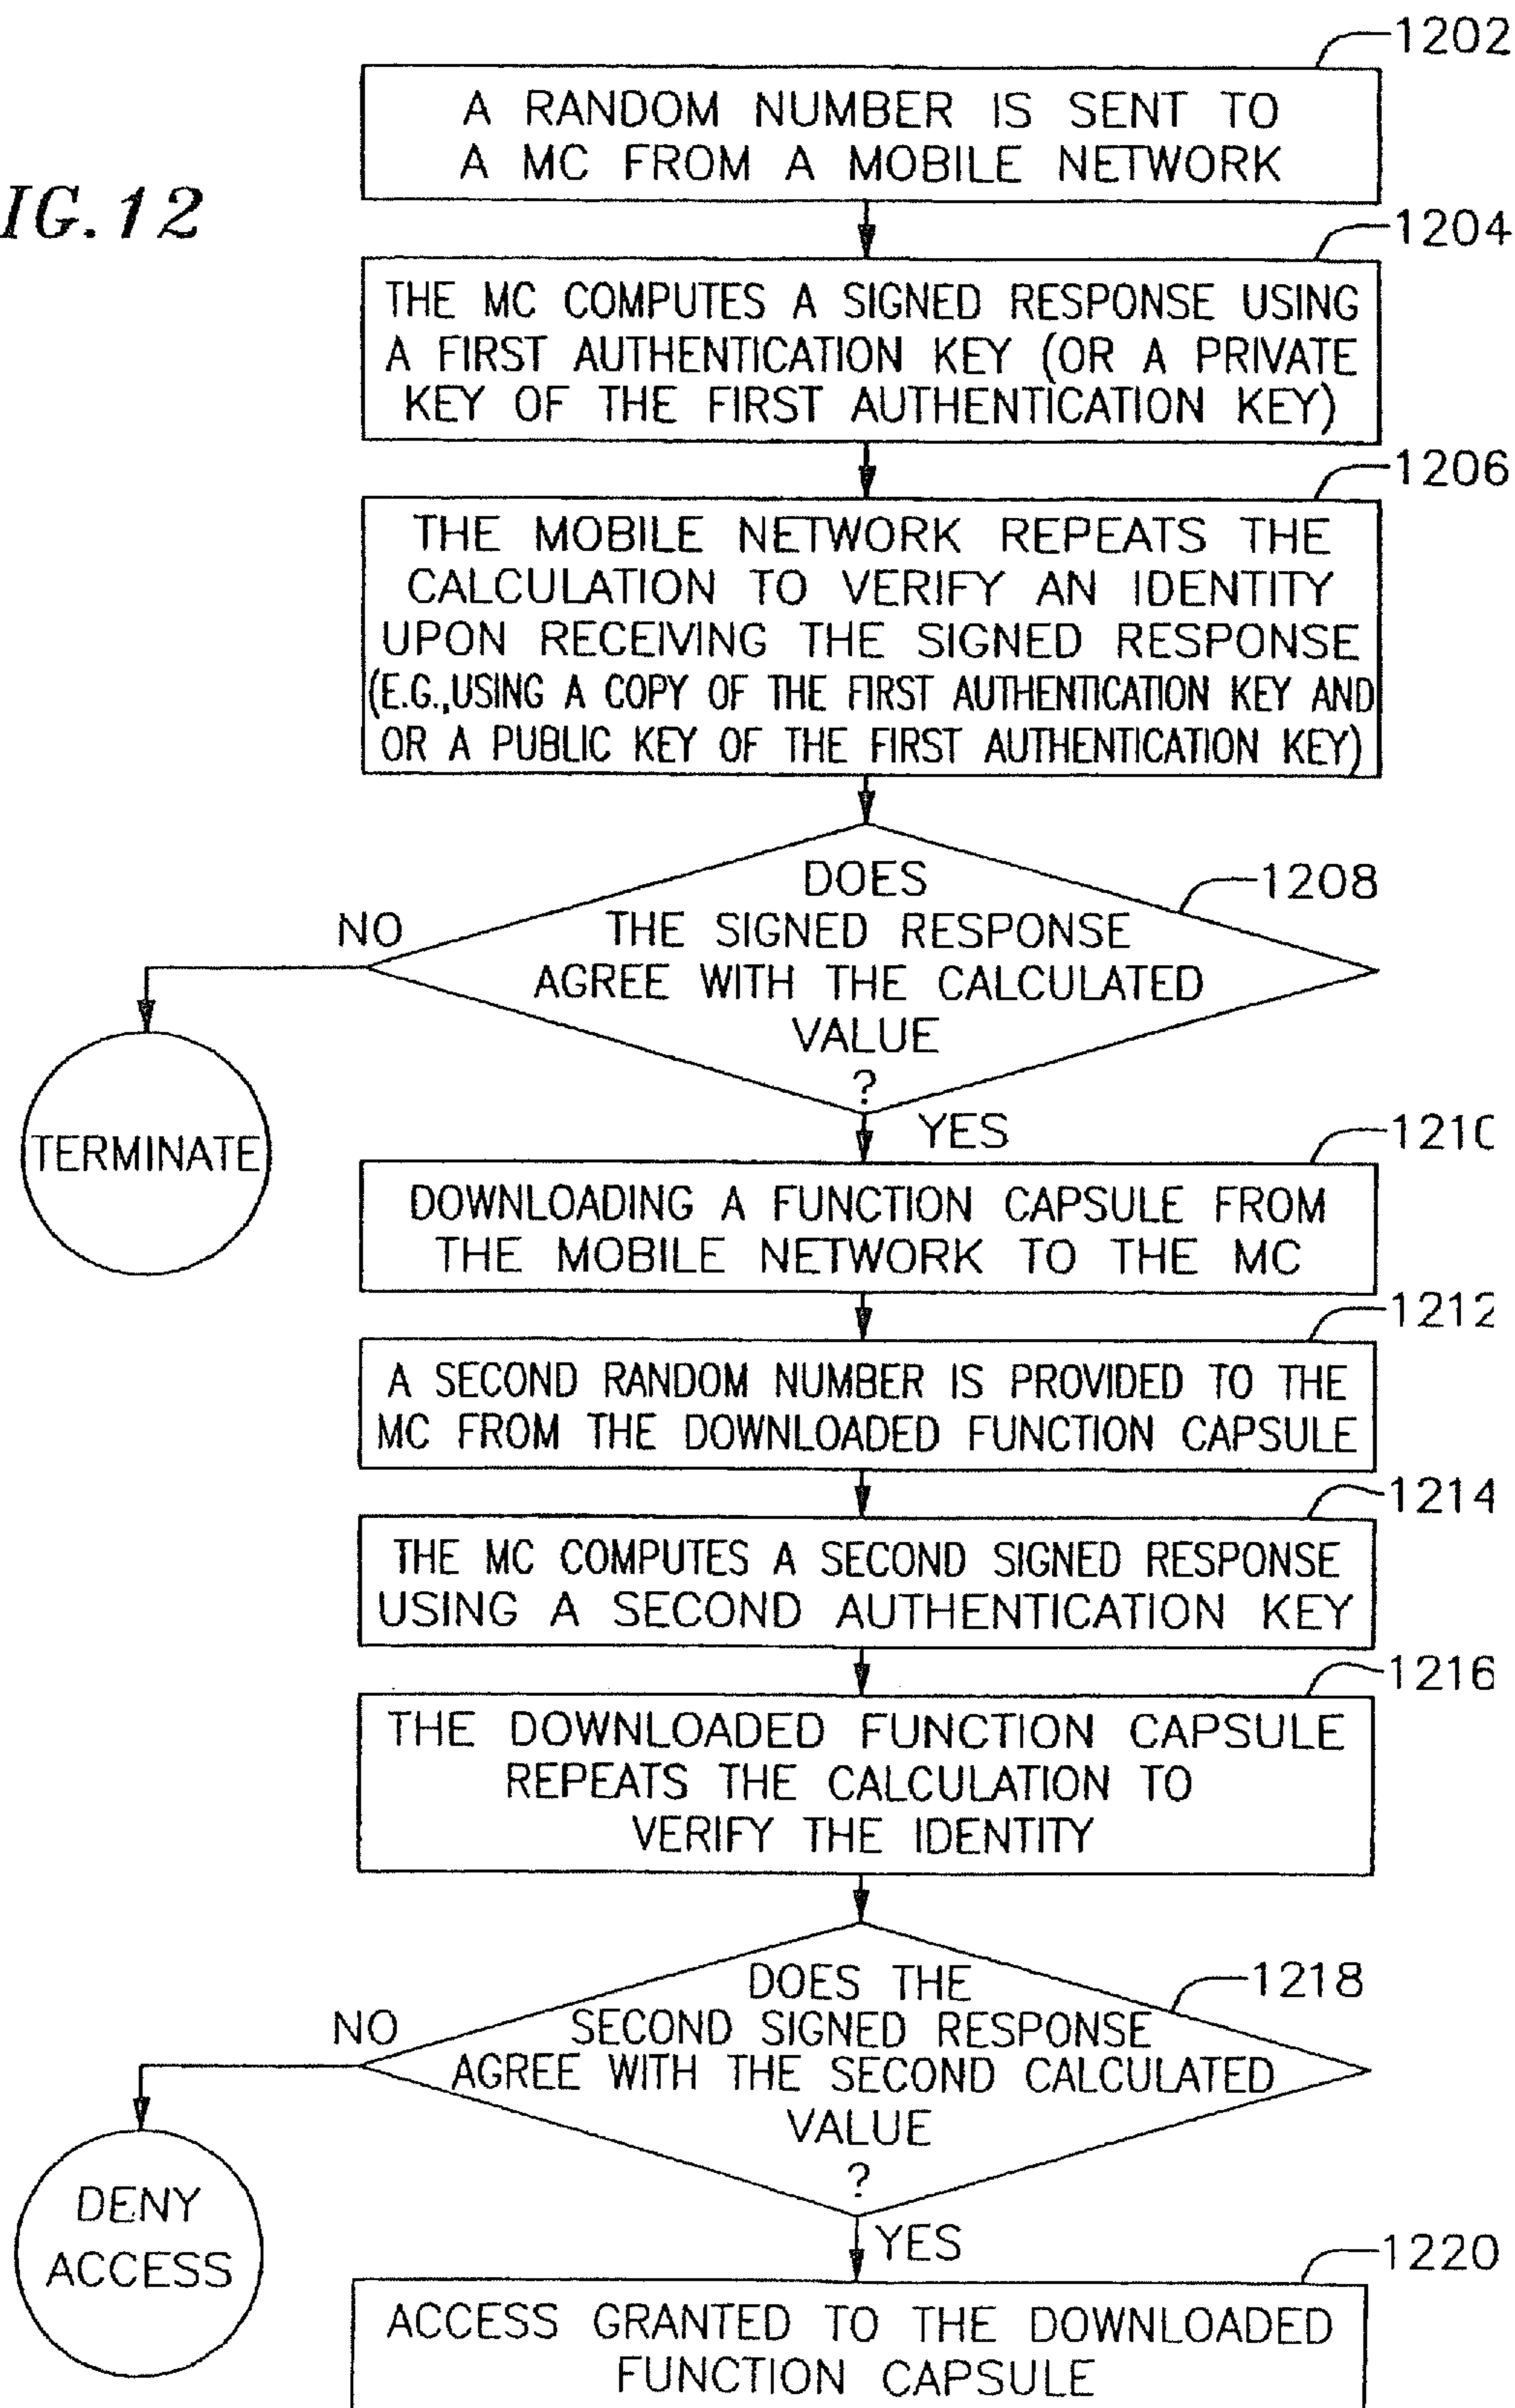 1202
A RANDOM NUMBER IS SENT TO
A MC FROM A MOBILE NETWORK
IG.12
1204
THE MC COMPUTES A SIGNED RESPONSE USING
A FIRST AUTHENTICATION KEY (OR A PRIVATE
KEY OF THE FIRST AUTHENTICATION KEY)
1206
THE MOBILE NETWORK REPEATS THE
CALCULATION TO VERIFY AN IDENTITY
UPON RECEIVING THE SIGNED RESPONSE
(E.G.,USING A COPY OF THE FIRST AUTHENTICATION KEY AND
OR A PUBLIC KEY OF THE FIRST AUTHENTICATION KEY)
1208
DOES
THE SIGNED RESPONSE
AGREE WITH THE CALCULATED
VALUE
?
NO
TERMINATE
YES
1210
DOWNLOADING A FUNCTION CAPSULE FROM
THE MOBILE NETWORK TO THE MC
1212
A SECOND RANDOM NUMBER IS PROVIDED TO THE
MC FROM THE DOWNLOADED FUNCTION CAPSULE
1214
THE MC COMPUTES A SECOND SIGNED RESPONSE
USING A SECOND AUTHENTICATION KEY
1216
THE DOWNLOADED FUNCTION CAPSULE
REPEATS THE CALCULATION TO
VERIFY THE IDENTITY
1218
DOES THE
SECOND SIGNED RESPONSE
AGREE WITH THE SECOND CALCULATED
VALUE
?
NO
DENY
ACCESS
YES
1220
ACCESS GRANTED TO THE DOWNLOADED
FUNCTION CAPSULE